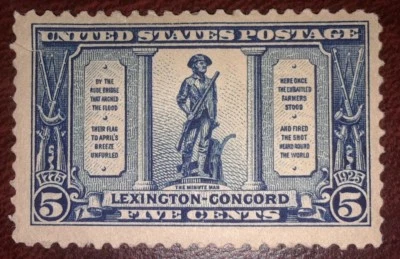 UNITED STATES POSTAGE
BY THE
RUDE BRIDGE
THAT ARCHED
THE FLOOD
THEIR FLAG
TO APRIL'S
BREEZE
UNFURLED
HERE ONCE
THE EMBATTLED
FARMERS
STOOD
AND FIRED
THE SHOT
HEARD ROUND
THE WORLD
1775
1925
THE MINUTE MAN
LEXINGTON-CONCORD
5 FIVE CENTS 5